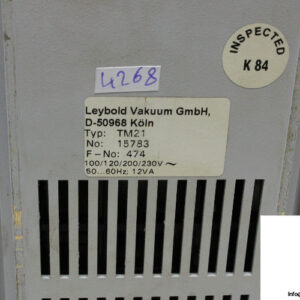 INSPECTED
K 84
4268
Leybold Vakuum GmbH,
D-50968 Köln
Typ: TM21
No: 15783
F-No: 474
100/120/200/230V ~
50...60Hz; 12VA